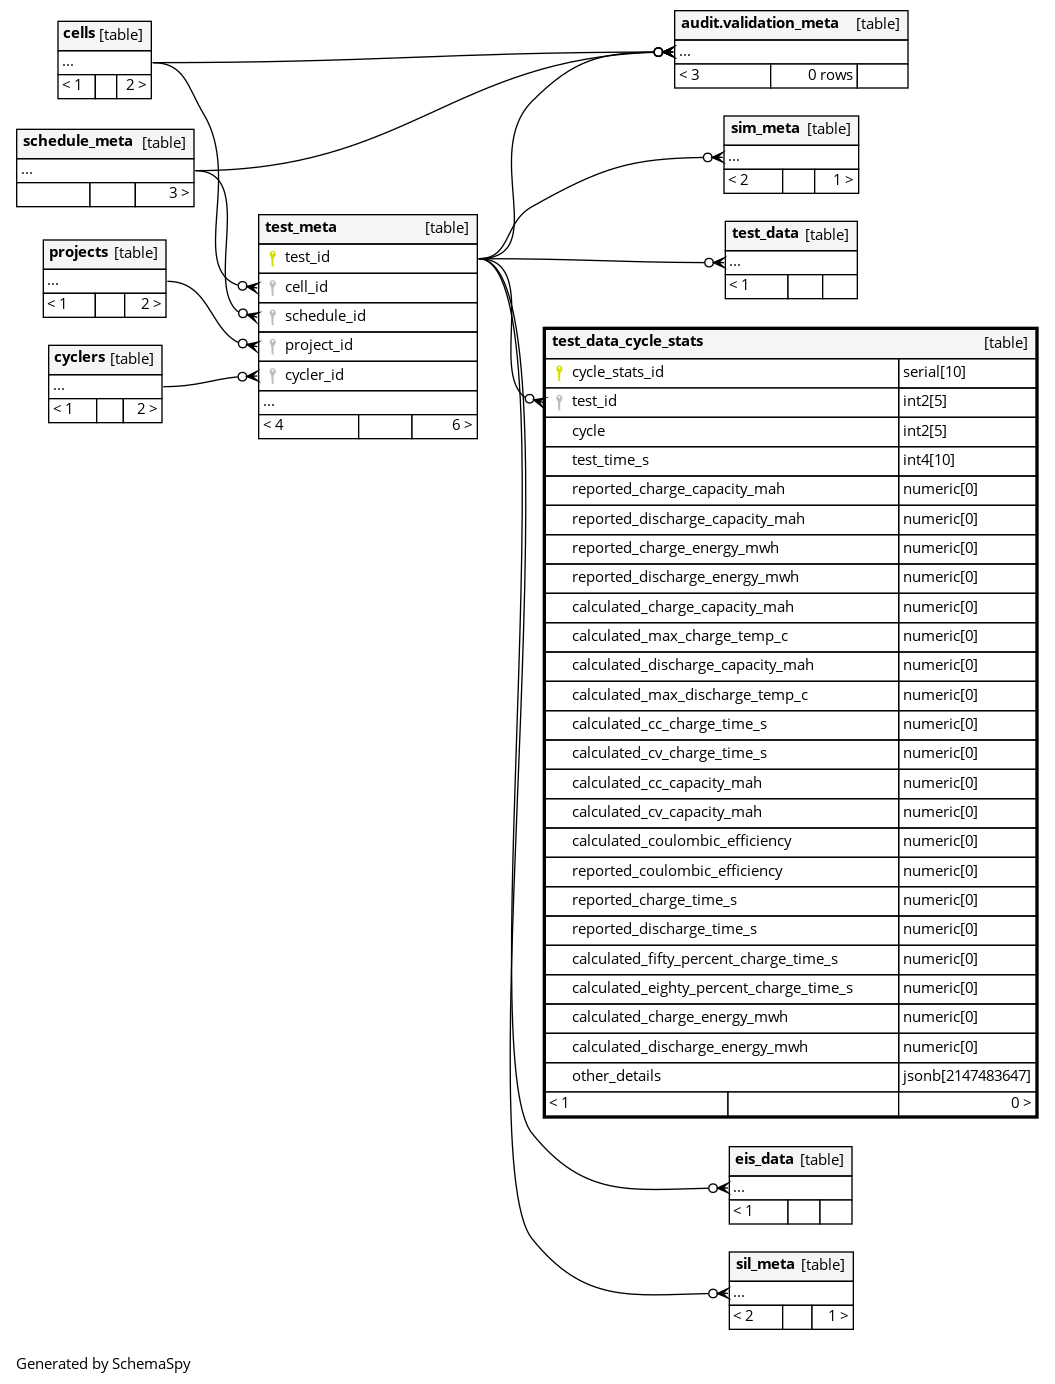 cells [table]
...
< 1 2 >
schedule_meta [table]
...
3 >
projects [table]
...
< 1 2 >
cyclers [table]
...
< 1 2 >
test_meta [table]
test_id
cell_id
schedule_id
project_id
cycler_id
...
< 4 6 >
audit.validation_meta [table]
...
< 3 0 rows
sim_meta [table]
...
< 2 1 >
test_data [table]
...
< 1
test_data_cycle_stats [table]
cycle_stats_id serial[10]
test_id int2[5]
cycle int2[5]
test_time_s int4[10]
reported_charge_capacity_mah numeric[0]
reported_discharge_capacity_mah numeric[0]
reported_charge_energy_mwh numeric[0]
reported_discharge_energy_mwh numeric[0]
calculated_charge_capacity_mah numeric[0]
calculated_max_charge_temp_c numeric[0]
calculated_discharge_capacity_mah numeric[0]
calculated_max_discharge_temp_c numeric[0]
calculated_cc_charge_time_s numeric[0]
calculated_cv_charge_time_s numeric[0]
calculated_cc_capacity_mah numeric[0]
calculated_cv_capacity_mah numeric[0]
calculated_coulombic_efficiency numeric[0]
reported_coulombic_efficiency numeric[0]
reported_charge_time_s numeric[0]
reported_discharge_time_s numeric[0]
calculated_fifty_percent_charge_time_s numeric[0]
calculated_eighty_percent_charge_time_s numeric[0]
calculated_charge_energy_mwh numeric[0]
calculated_discharge_energy_mwh numeric[0]
other_details jsonb[2147483647]
< 1 0 >
eis_data [table]
...
< 1
sil_meta [table]
...
< 2 1 >
Generated by SchemaSpy